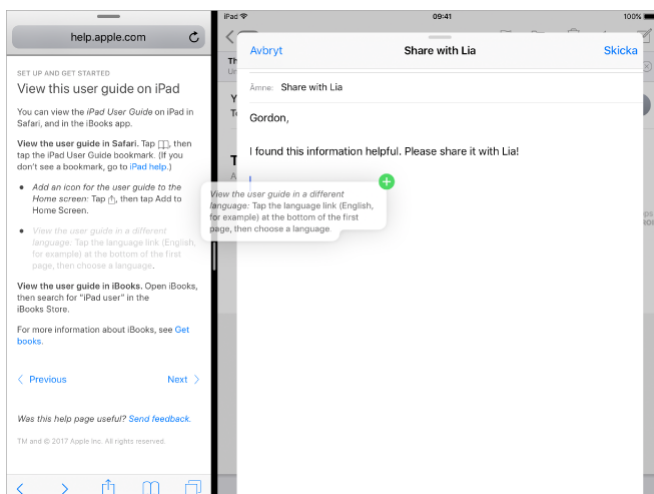 iPad
09:41
100%
help.apple.com
SET UP AND GET STARTED
View this user guide on iPad
You can view the iPad User Guide on iPad in
Safari, and in the iBooks app.
View the user guide in Safari. Tap , then
tap the iPad User Guide bookmark. (If you
don't see a bookmark, go to iPad help.)
• Add an icon for the user guide to the
Home screen: Tap , then tap Add to
Home Screen.
• View the user guide in a different
language: Tap the language link (English,
for example) at the bottom of the first
page, then choose a language.
View the user guide in iBooks. Open iBooks,
then search for "iPad user" in the
iBooks Store.
For more information about iBooks, see Get
books.
Previous
Next
Was this help page useful? Send feedback.
TM and © 2017 Apple Inc. All rights reserved.
Avbryt
Share with Lia
Skicka
Ämne: Share with Lia
Gordon,
I found this information helpful. Please share it with Lia!
View the user guide in a different
language: Tap the language link (English,
for example) at the bottom of the first
page, then choose a language.